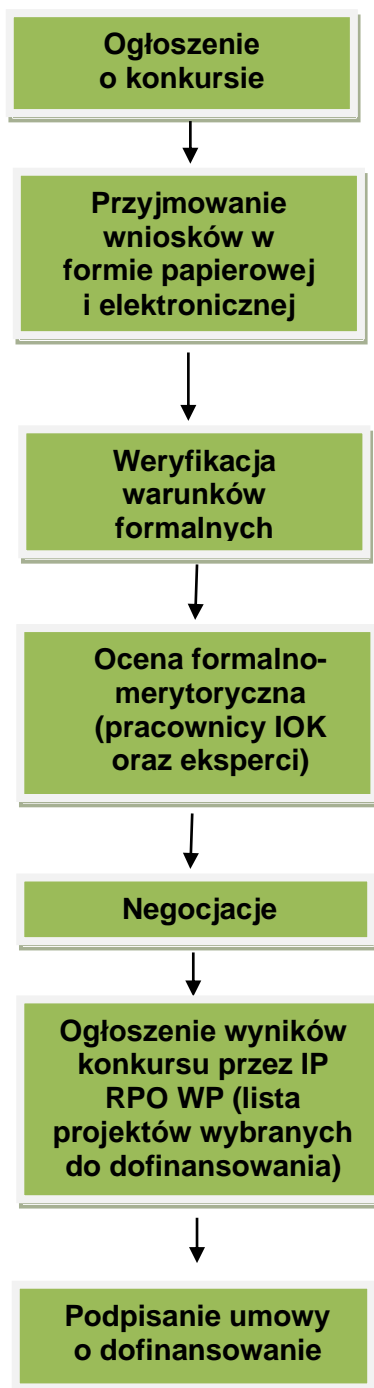 Ogłoszenie
o konkursie
Przyjmowanie
wniosków w
formie papierowej
i elektronicznej
Weryfikacja
warunków
formalnych
Ocena formalno-
merytoryczna
(pracownicy IOK
oraz eksperci)
Negocjacje
Ogłoszenie wyników
konkursu przez IP
RPO WP (lista
projektów wybranych
do dofinansowania)
Podpisanie umowy
o dofinansowanie